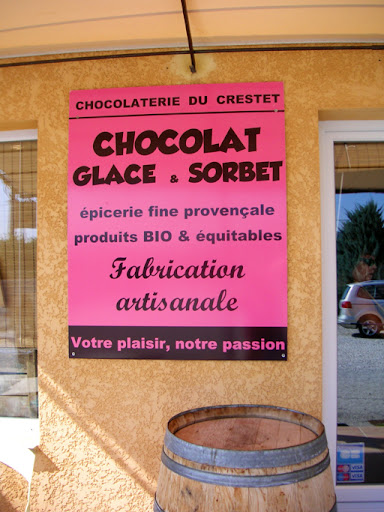 CHOCOLATERIE DU CRESTET
CHOCOLAT
GLACE & SORBET
épicerie fine provençale
produits BIO & équitables
Fabrication
artisanale
Votre plaisir, notre passion